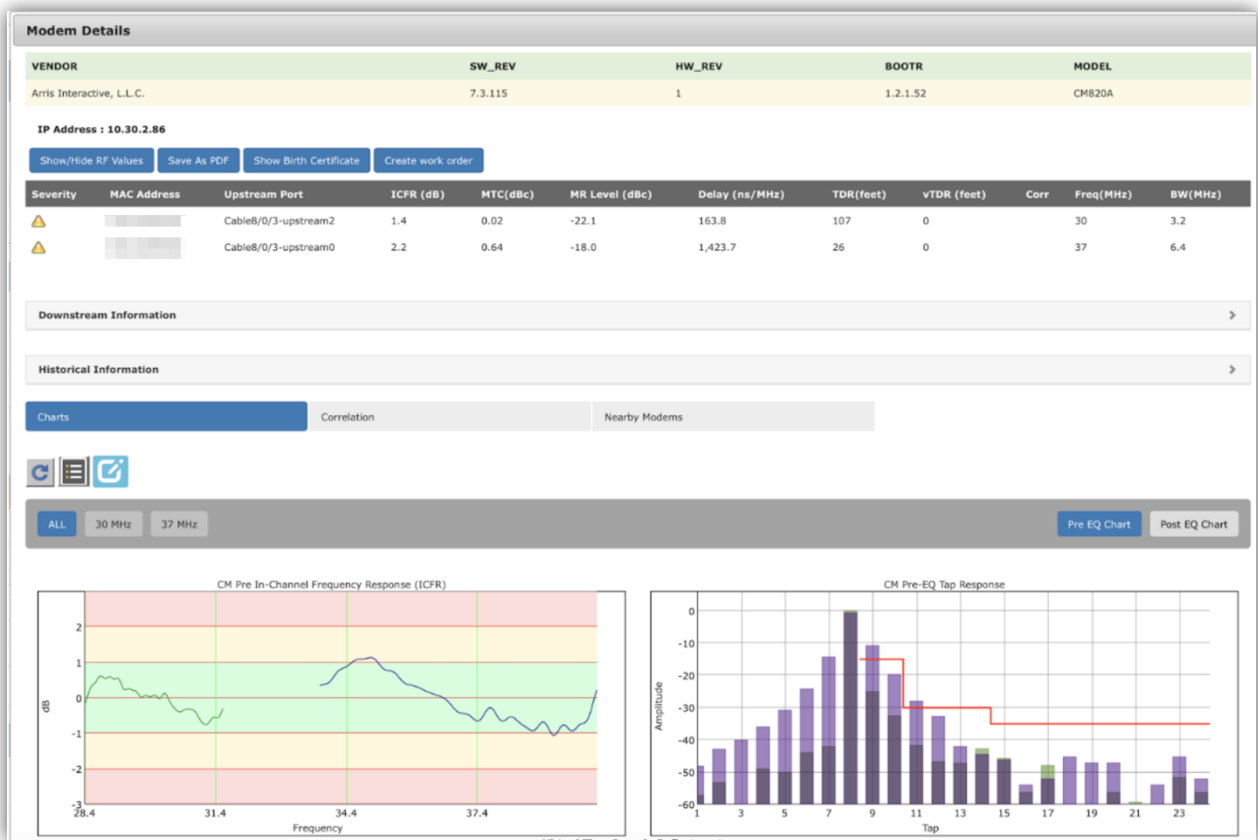 Modem Details
VENDOR SW_REV HW_REV BOOTR MODEL
Arris Interactive, L.L.C. 7.3.115 1 1.2.1.52 CM820A
IP Address : 10.30.2.86
Show/Hide RF Values Save As PDF Show Birth Certificate Create work order
Severity MAC Address Upstream Port ICFR (dB) MTC(dBc) MR Level (dBc) Delay (ns/MHz) TDR(feet) vTDR (feet) Corr Freq(MHz) BW(MHz)
Cable8/0/3-upstream2 1.4 0.02 -22.1 163.8 107 0 30 3.2
Cable8/0/3-upstream0 2.2 0.64 -18.0 1,423.7 26 0 37 6.4
Downstream Information
Historical Information
Charts Correlation Nearby Modems
ALL 30 MHz 37 MHz Pre EQ Chart Post EQ Chart
CM Pre In-Channel Frequency Response (ICFR)
2
1
0
-1
-2
-3
dB
28.4 31.4 34.4 37.4
Frequency
CM Pre-EQ Tap Response
0
-10
-20
-30
-40
-50
-60
Amplitude
1 3 5 7 9 11 13 15 17 19 21 23
Tap